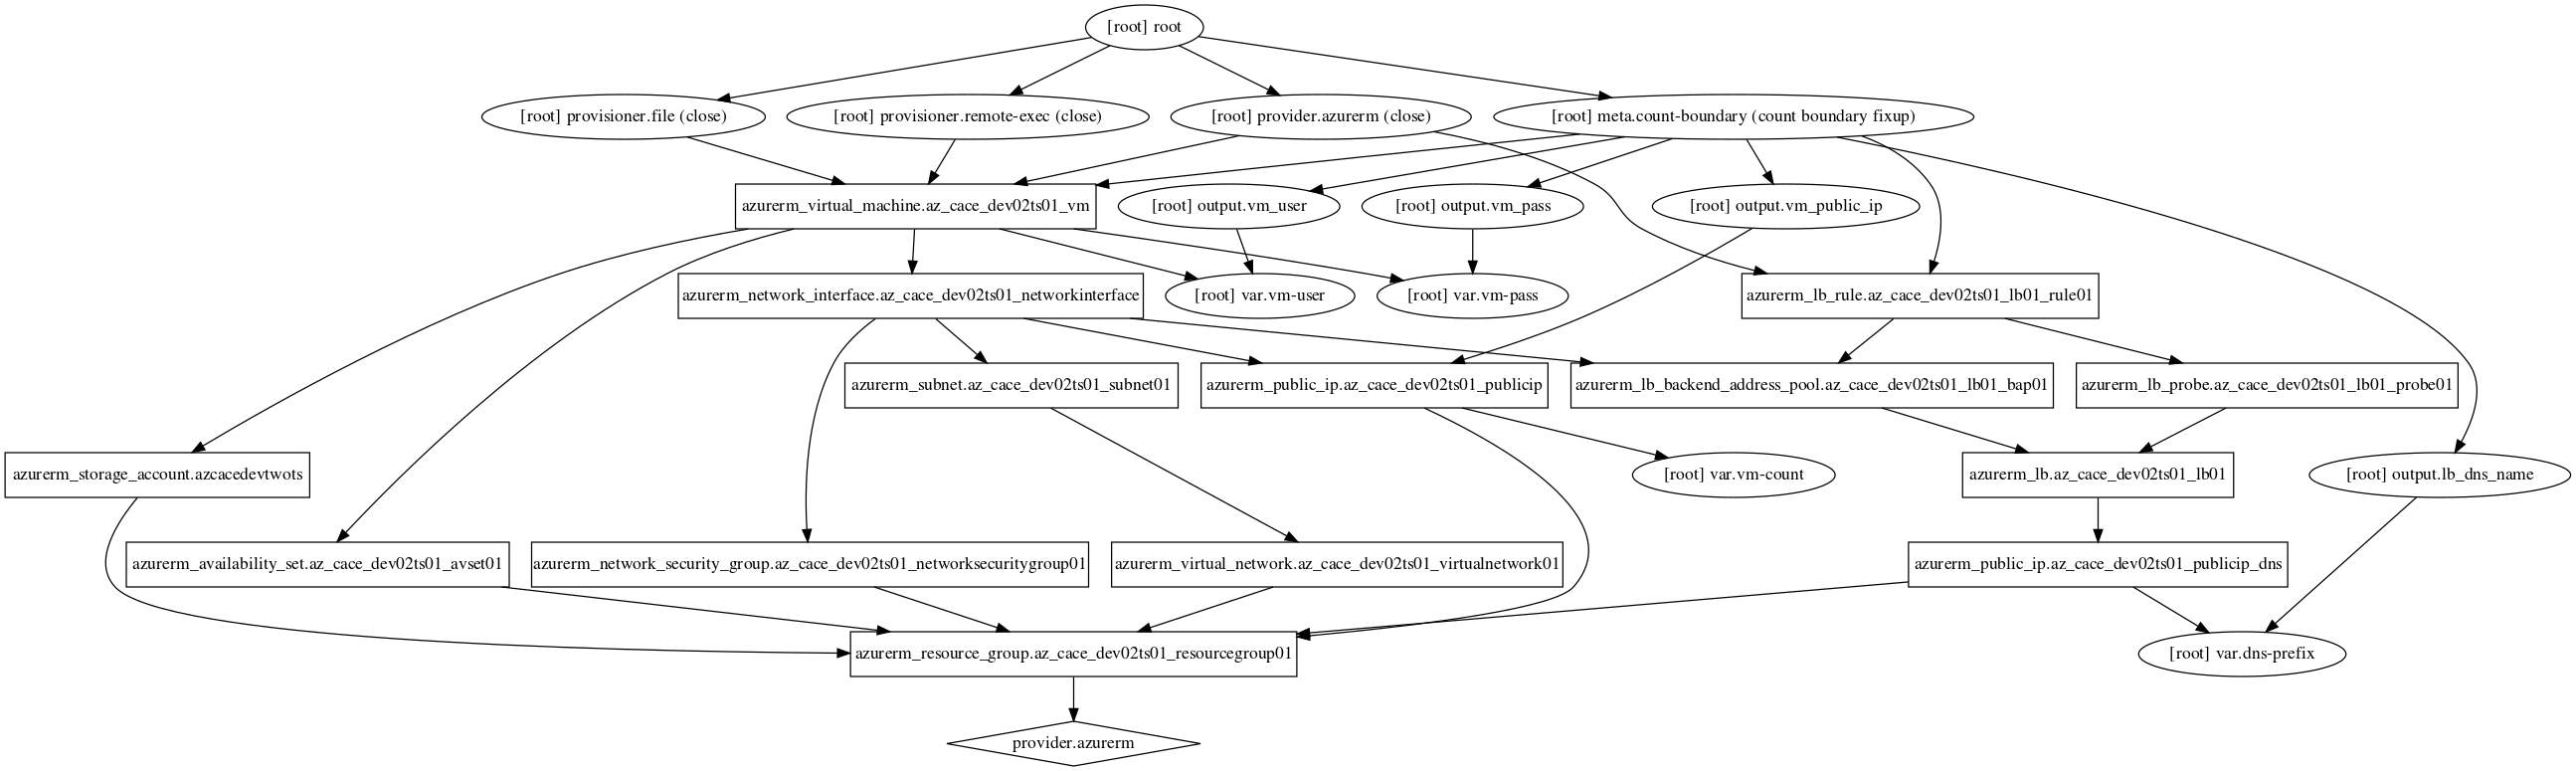 [root] root
[root] provisioner.file (close)
[root] provisioner.remote-exec (close)
[root] provider.azurerm (close)
[root] meta.count-boundary (count boundary fixup)
azurerm_virtual_machine.az_cace_dev02ts01_vm
[root] output.vm_user
[root] output.vm_pass
[root] output.vm_public_ip
azurerm_network_interface.az_cace_dev02ts01_networkinterface
[root] var.vm-user
[root] var.vm-pass
azurerm_lb_rule.az_cace_dev02ts01_lb01_rule01
azurerm_subnet.az_cace_dev02ts01_subnet01
azurerm_public_ip.az_cace_dev02ts01_publicip
azurerm_lb_backend_address_pool.az_cace_dev02ts01_lb01_bap01
azurerm_lb_probe.az_cace_dev02ts01_lb01_probe01
azurerm_storage_account.azcacedevtwots
[root] var.vm-count
azurerm_lb.az_cace_dev02ts01_lb01
[root] output.lb_dns_name
azurerm_availability_set.az_cace_dev02ts01_avset01
azurerm_network_security_group.az_cace_dev02ts01_networksecuritygroup01
azurerm_virtual_network.az_cace_dev02ts01_virtualnetwork01
azurerm_public_ip.az_cace_dev02ts01_publicip_dns
azurerm_resource_group.az_cace_dev02ts01_resourcegroup01
[root] var.dns-prefix
provider.azurerm